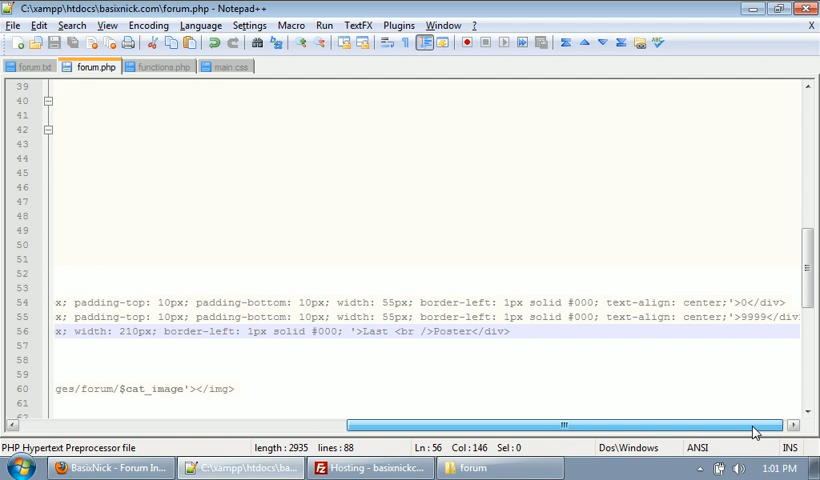 C:\xampp\htdocs\basixnick.com\forum.php - Notepad++
File Edit Search View Encoding Language Settings Macro Run TextFX Plugins Window ? X
forum.txt forum.php functions.php main.css
39
40
41
42
43
44
45
46
47
48
49
50
51
52
53
54 x; padding-top: 10px; padding-bottom: 10px; width: 55px; border-left: 1px solid #000; text-align: center;'>0</div>
55 x; padding-top: 10px; padding-bottom: 10px; width: 55px; border-left: 1px solid #000; text-align: center;'>9999</div
56 x; width: 210px; border-left: 1px solid #000; '>Last <br />Poster</div>
57
58
59
60 ges/forum/$cat_image'></img>
61
62
PHP Hypertext Preprocessor file length : 2935 lines : 88 Ln : 56 Col : 146 Sel : 0 Dos\Windows ANSI INS
BasixNick - Forum In... C:\xampp\htdocs\ba... Hosting - basixnickc... forum 1:01 PM